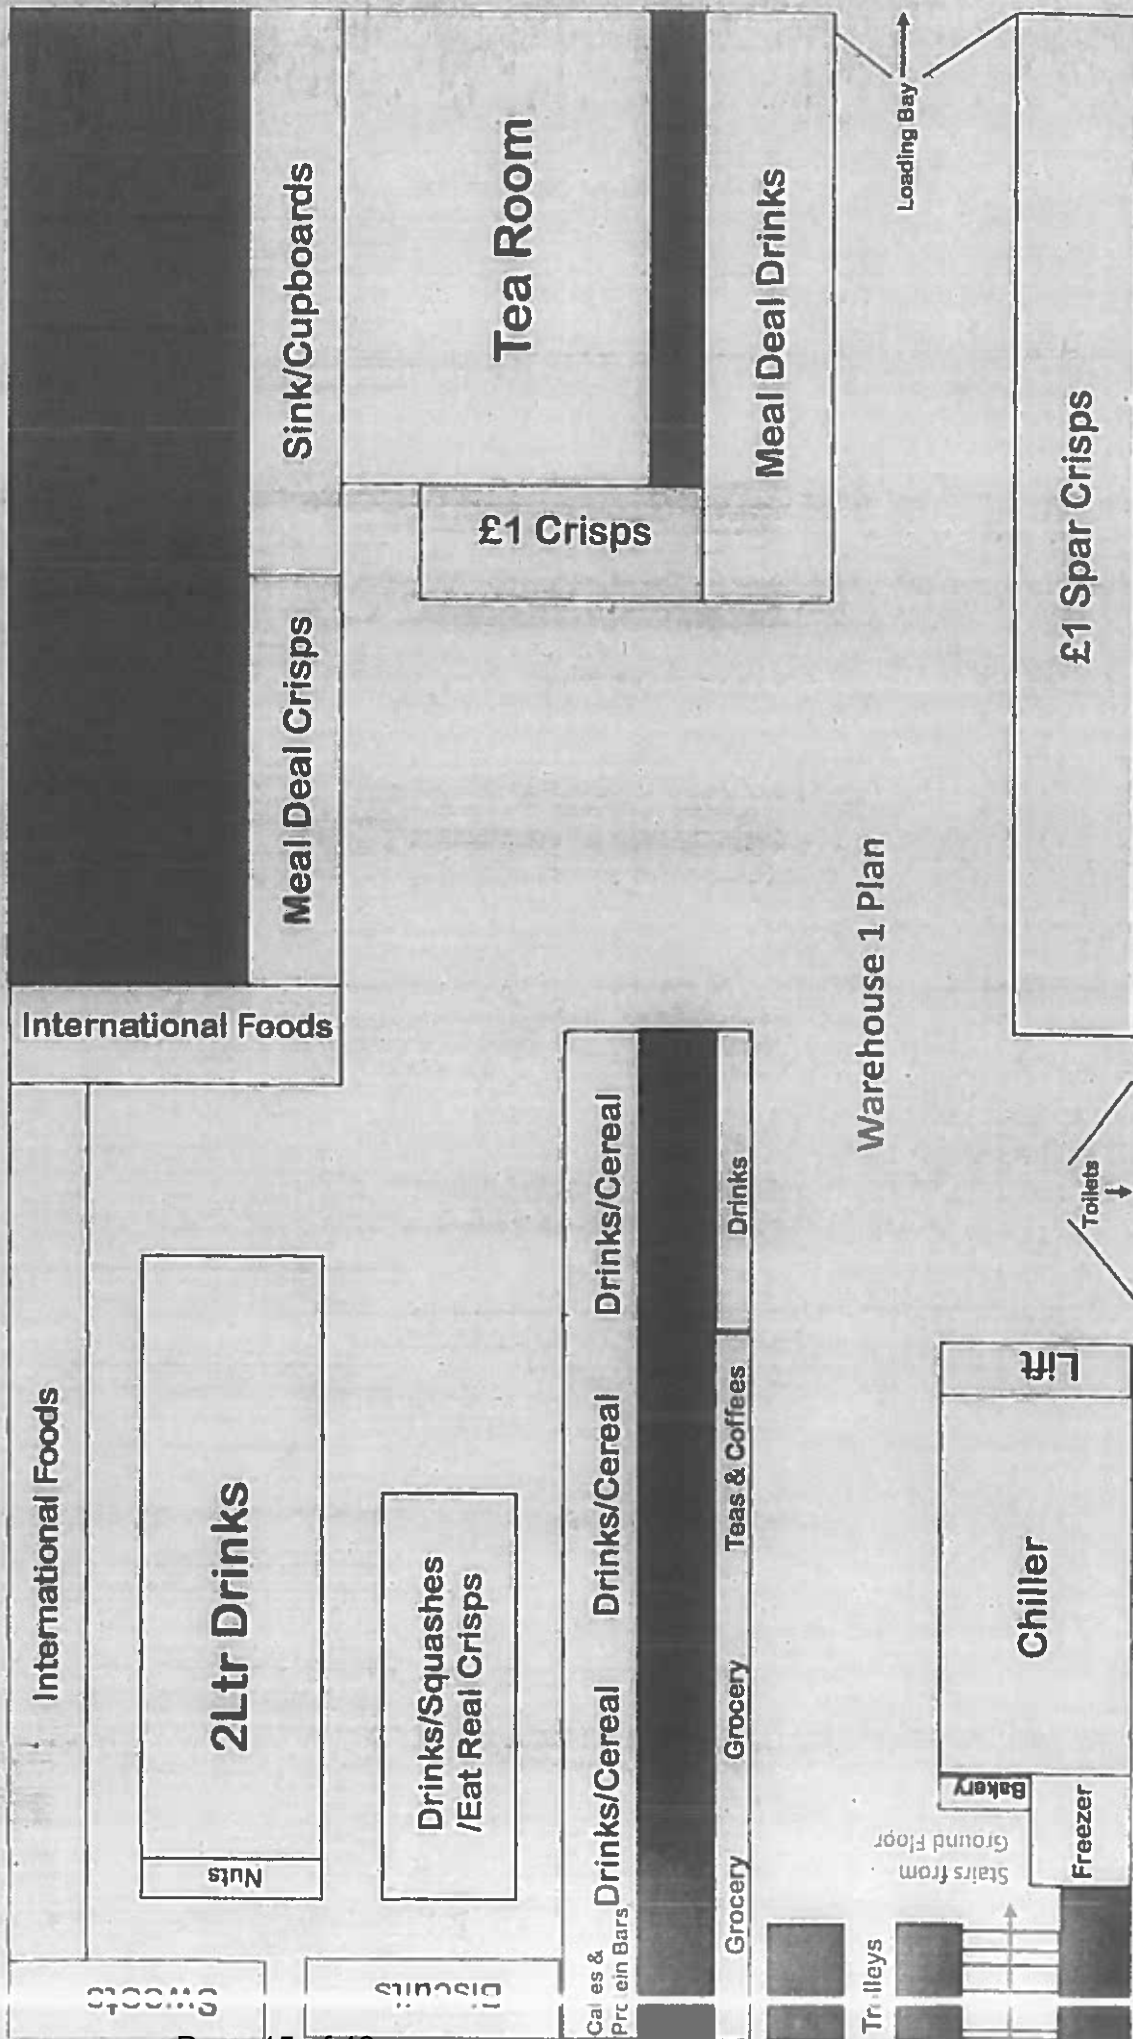 Sink/Cupboards
Tea Room
Meal Deal Drinks
Loading Bay
£1 Crisps
£1 Spar Crisps
Meal Deal Crisps
International Foods
Warehouse 1 Plan
International Foods
Drinks/Cereal
Drinks
Toilets
2Ltr Drinks
Nuts
Drinks/Squashes
/Eat Real Crisps
Drinks/Cereal
Teas & Coffees
Lift
Chiller
Drinks/Cereal
Grocery
Grocery
Bakery
Freezer
Stairs from
Ground Floor
Protein Bars
Trolleys